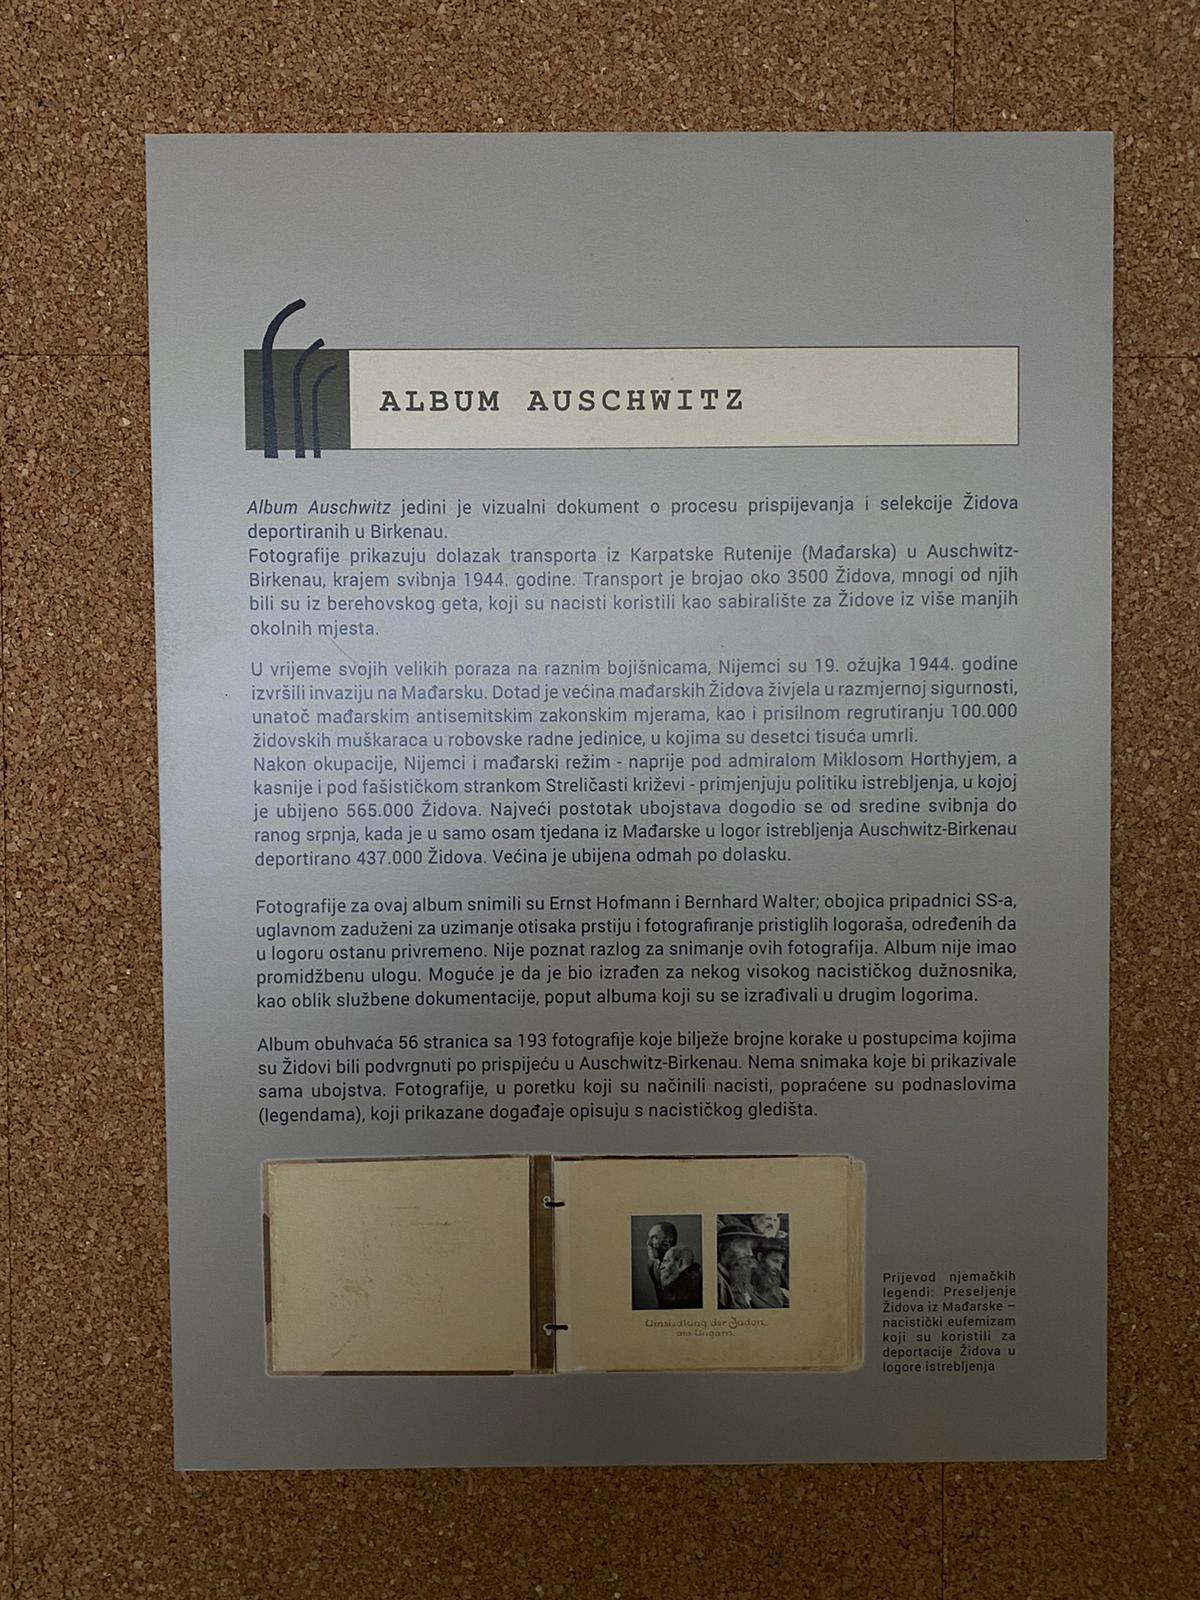 ALBUM AUSCHWITZ
Album Auschwitz jedini je vizualni dokument o procesu prispijevanja i selekcije Židova
deportiranih u Birkenau.
Fotografije prikazuju dolazak transporta iz Karpatske Rutenije (Mađarska) u Auschwitz-
Birkenau, krajem svibnja 1944. godine. Transport je brojao oko 3500 Židova, mnogi od njih
bili su iz berehovskog geta, koji su nacisti koristili kao sabiralište za Židove iz više manjih
okolnih mjesta.
U vrijeme svojih velikih poraza na raznim bojišnicama, Nijemci su 19. ožujka 1944. godine
izvršili invaziju na Mađarsku. Dotad je većina mađarskih Židova živjela u razmjernoj sigurnosti,
unatoč mađarskim antisemitskim zakonskim mjerama, kao i prisilnom regrutiranju 100.000
židovskih muškaraca u robovske radne jedinice, u kojima su desetci tisuća umrli.
Nakon okupacije, Nijemci i mađarski režim - naprije pod admiralom Miklosom Horthyjem, a
kasnije i pod fašističkom strankom Streličasti križevi - primjenjuju politiku istrebljenja, u kojoj
je ubijeno 565.000 Židova. Najveći postotak ubojstava dogodio se od sredine svibnja do
ranog srpnja, kada je u samo osam tjedana iz Mađarske u logor istrebljenja Auschwitz-Birkenau
deportirano 437.000 Židova. Većina je ubijena odmah po dolasku.
Fotografije za ovaj album snimili su Ernst Hofmann i Bernhard Walter; obojica pripadnici SS-a,
uglavnom zaduženi za uzimanje otisaka prstiju i fotografiranje pristiglih logoraša, određenih da
u logoru ostanu privremeno. Nije poznat razlog za snimanje ovih fotografija. Album nije imao
promidžbenu ulogu. Moguće je da je bio izrađen za nekog visokog nacističkog dužnosnika,
kao oblik službene dokumentacije, poput albuma koji su se izrađivali u drugim logorima.
Album obuhvaća 56 stranica sa 193 fotografije koje bilježe brojne korake u postupcima kojima
su Židovi bili podvrgnuti po prispijeću u Auschwitz-Birkenau. Nema snimaka koje bi prikazivale
sama ubojstva. Fotografije, u poretku koji su načinili nacisti, popraćene su podnaslovima
(legendama), koji prikazane događaje opisuju s nacističkog gledišta.
Umsiedlung der Juden
aus Ungarn
Prijevod njemačkih
legendi: Preseljenje
Židova iz Mađarske –
nacistički eufemizam
koji su koristili za
deportacije Židova u
logore istrebljenja